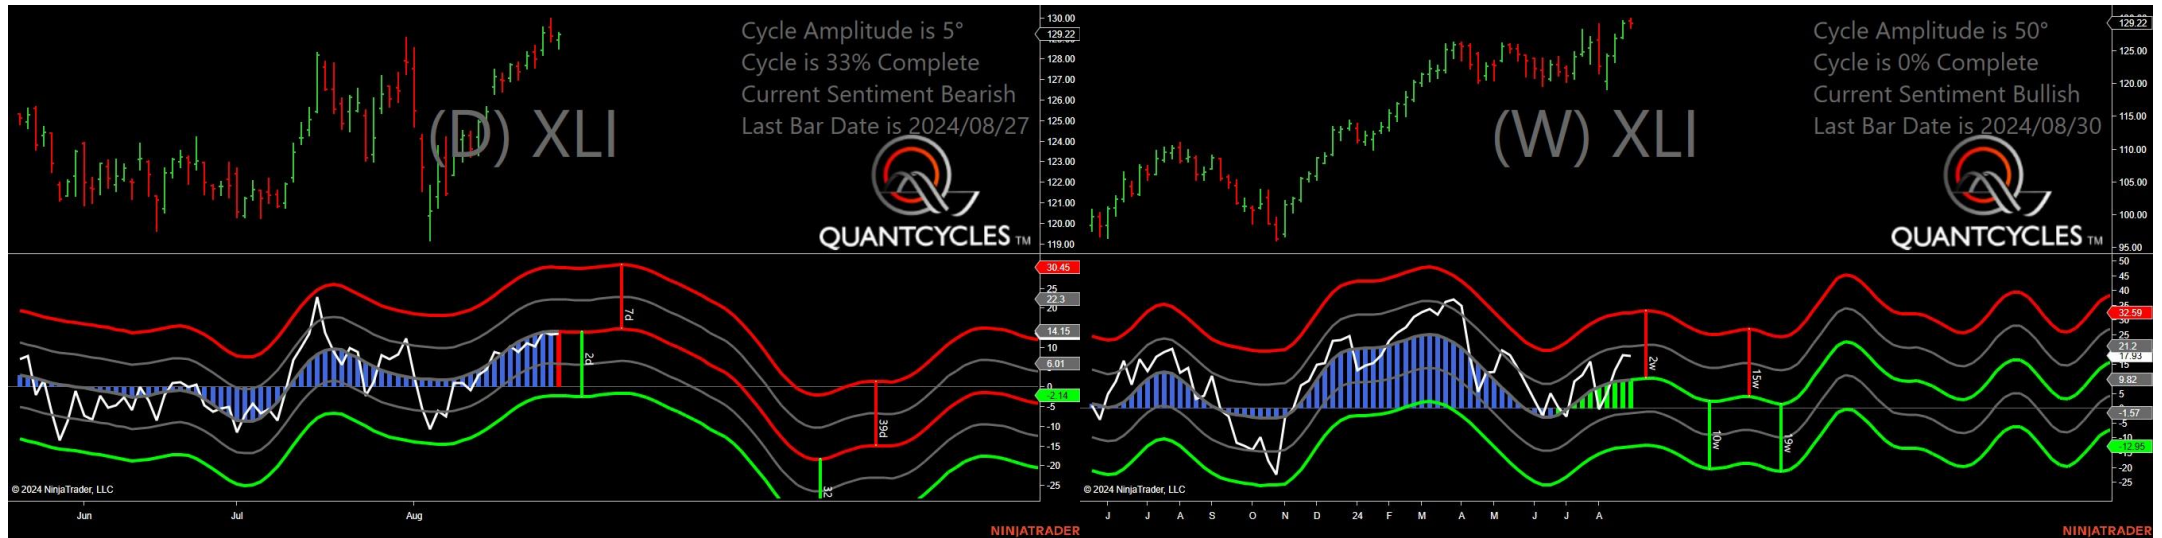 Cycle Amplitude is 5°
Cycle is 33% Complete
Current Sentiment Bearish
Last Bar Date is 2024/08/27
(D) XLI
QUANTCYCLES TM
130.00
129.22
128.00
127.00
126.00
125.00
124.00
123.00
122.00
121.00
120.00
119.00
30.45
25
22.3
20
14.15
10
6.01
0
-2.14
-5
-10
-15
-20
-25
7d
2d
39d
32
© 2024 NinjaTrader, LLC
Jun
Jul
Aug
NINJATRADER
Cycle Amplitude is 50°
Cycle is 0% Complete
Current Sentiment Bullish
Last Bar Date is 2024/08/30
(W) XLI
QUANTCYCLES TM
129.22
125.00
120.00
115.00
110.00
105.00
100.00
95.00
50
45
40
35
32.59
25
21.2
17.93
15
9.82
5
-1.57
-5
-12.95
-20
-25
2w
15w
10w
19w
© 2024 NinjaTrader, LLC
J
J
A
S
O
N
D
24
F
M
A
M
J
J
A
NINJATRADER